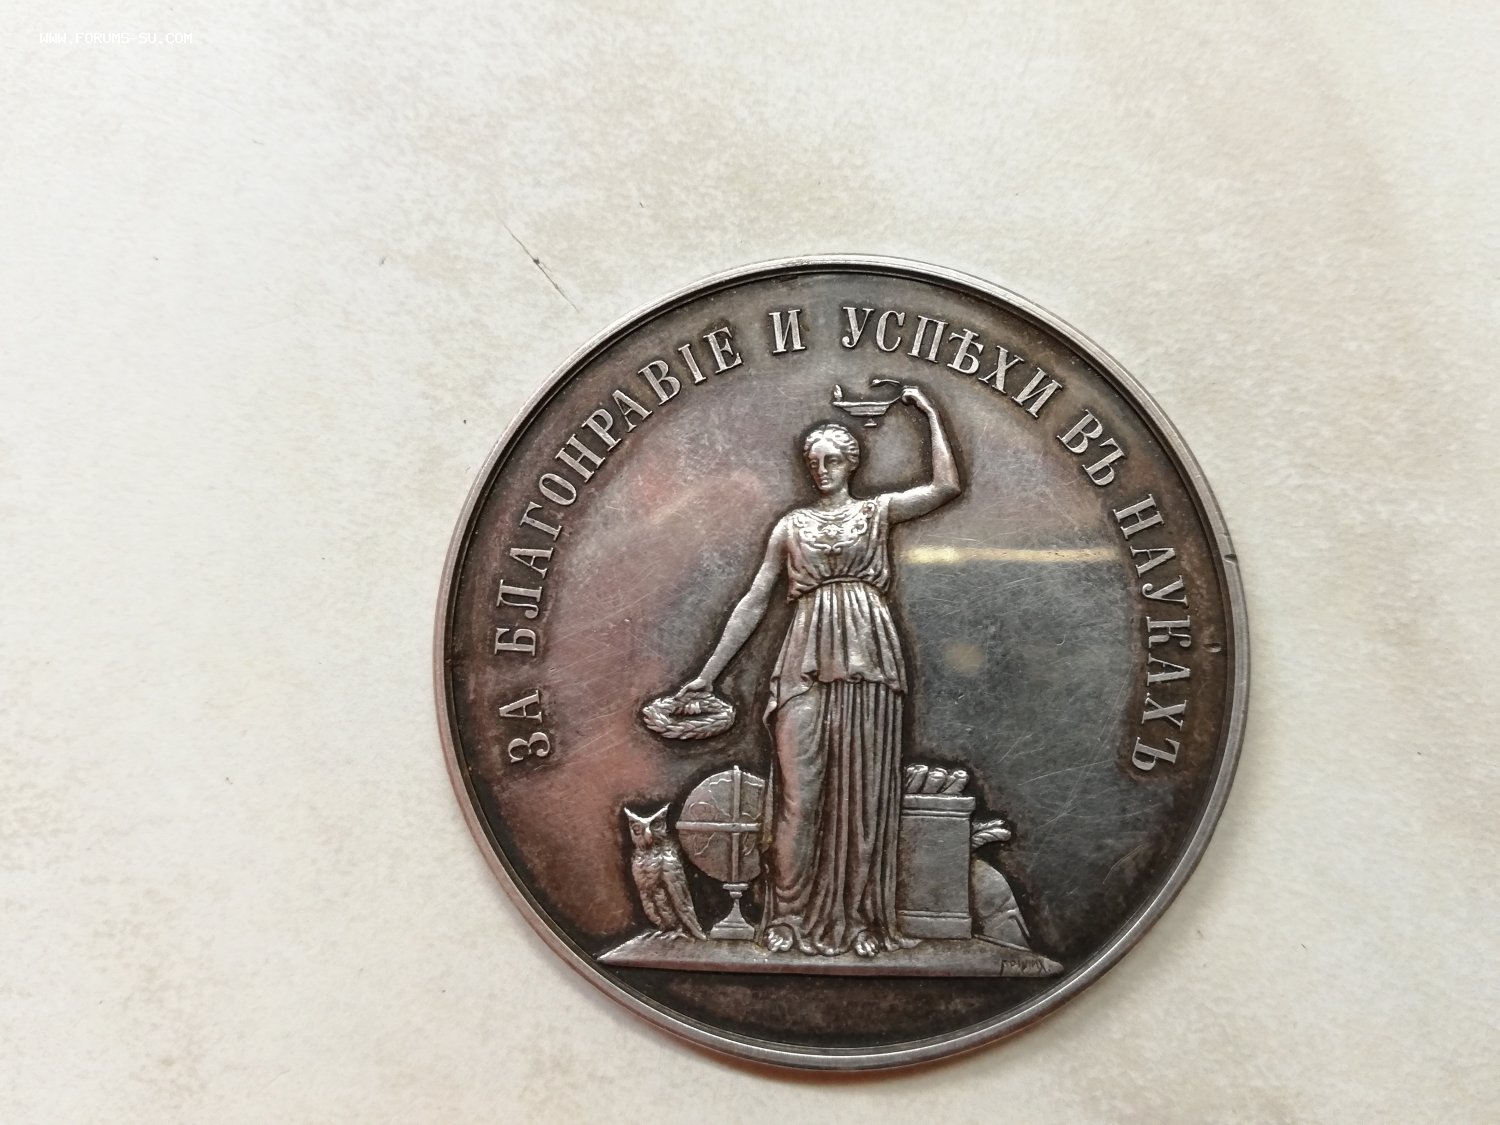 WWW.FORUMS-SU.COM
ЗА БЛАГОНРАВІЕ И УСПѢХИ ВЪ НАУКАХЪ